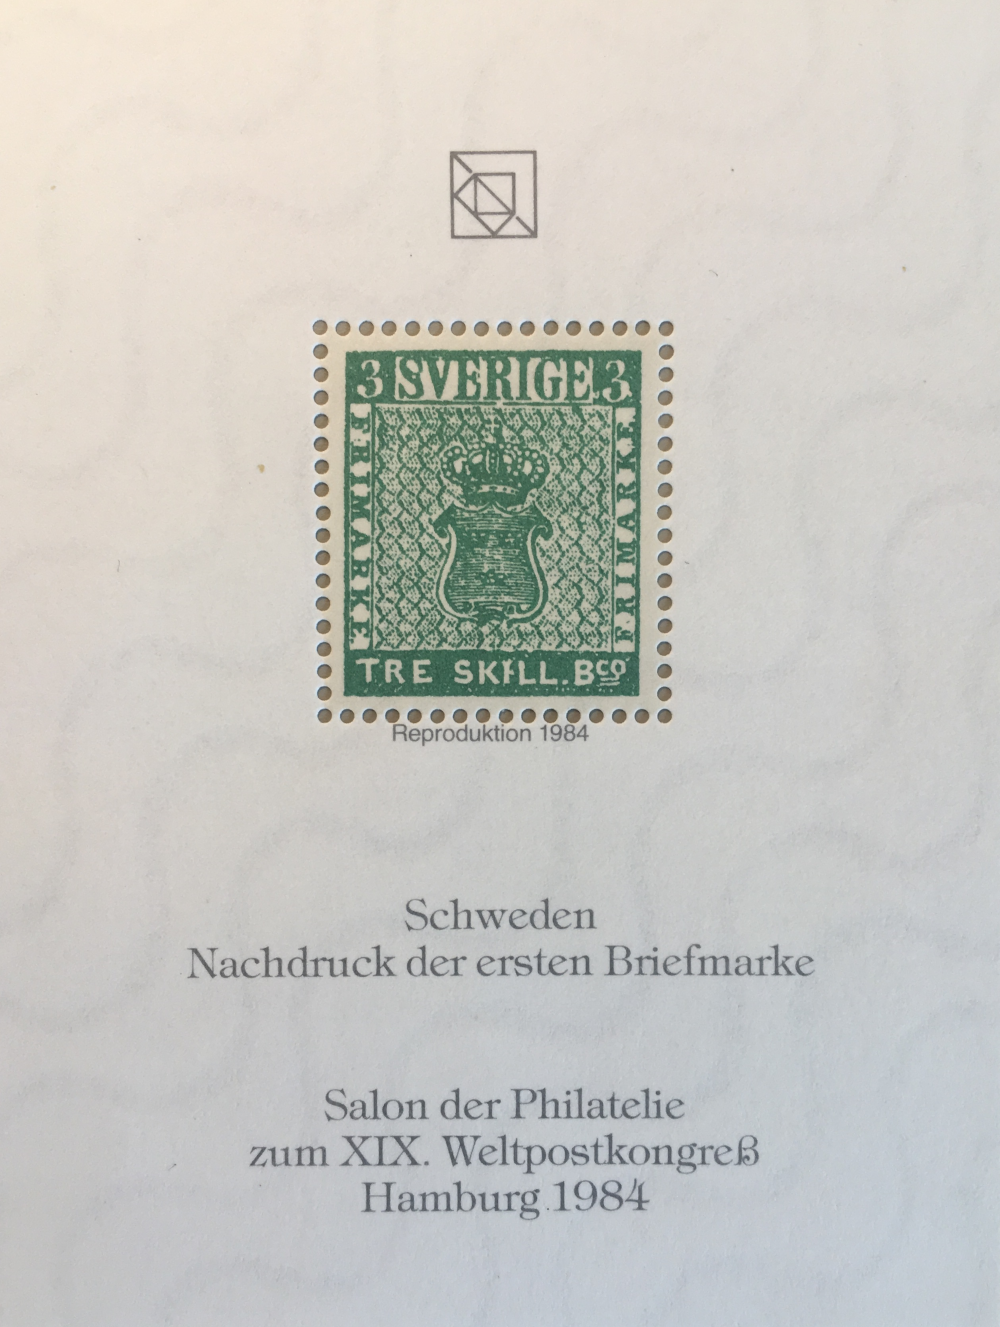 3 SVERIGE 3
FRIMARKE
FRIMARKE
TRE SKILL. Bco
Reproduktion 1984
Schweden
Nachdruck der ersten Briefmarke
Salon der Philatelie
zum XIX. Weltpostkongreß
Hamburg 1984